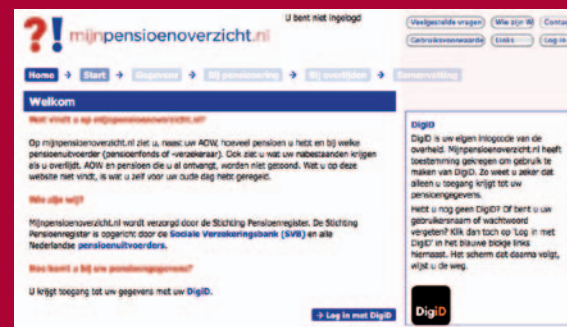 U bent niet ingelogd
Veelgestelde vragen
Wie zijn W
Contac
?! mijnpensioenoverzicht.nl
Gebruiksvoorwaarde
Links
Log in
Home → Start → Gegevens → Bij pensionering → Bij overlijden → Samenvatting
Welkom
Wat vindt u op mijnpensioenoverzicht.nl?
Op mijnpensioenoverzicht.nl ziet u, naast uw AOW, hoeveel pensioen u hebt en bij welke
pensioenuitvoerder (pensioenfonds of -verzekeraar). Ook ziet u wat uw nabestaanden krijgen
als u overlijdt. AOW en pensioen die u al ontvangt, worden niet getoond. Wat u op deze
website niet vindt, is wat u zelf voor uw oude dag hebt geregeld.
Wie zijn wij?
Mijnpensioenoverzicht.nl wordt verzorgd door de Stichting Pensioenregister. De Stichting
Pensioenregister is opgericht door de Sociale Verzekeringsbank (SVB) en alle
Nederlandse pensioenuitvoerders.
Hoe komt u bij uw pensioengegevens?
U krijgt toegang tot uw gegevens met uw DigiD.
→ Log in met DigiD
DigiD
DigiD is uw eigen inlogcode van de
overheid. Mijnpensioenoverzicht.nl heeft
toestemming gekregen om gebruik te
maken van DigiD. Zo weet u zeker dat
alleen u toegang krijgt tot uw
pensioengegevens.
Hebt u nog geen DigiD? Of bent u uw
gebruikersnaam of wachtwoord
vergeten? Klik dan toch op 'Log in met
DigiD' in het blauwe blokje links
hiernaast. Het scherm dat daarna volgt,
wijst u de weg.
DigiD